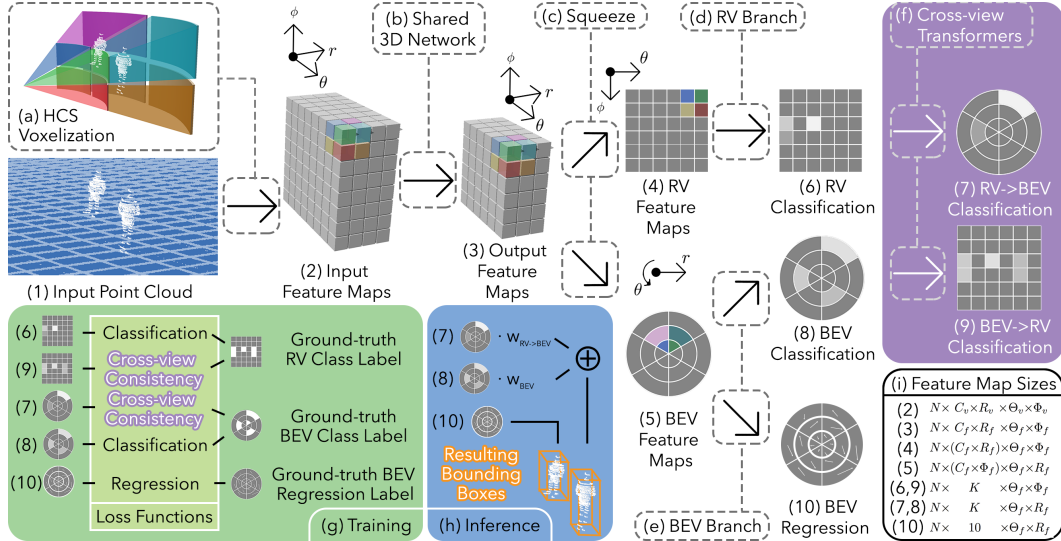 (a) HCS
Voxelization
(1) Input Point Cloud
ϕ
r
θ
(2) Input
Feature Maps
(b) Shared
3D Network
ϕ
r
θ
(3) Output
Feature
Maps
(c) Squeeze
θ
ϕ
(4) RV
Feature
Maps
(d) RV Branch
(6) RV
Classification
θ
r
(5) BEV
Feature
Maps
(e) BEV Branch
(8) BEV
Classification
(10) BEV
Regression
(f) Cross-view
Transformers
(7) RV->BEV
Classification
(9) BEV->RV
Classification
(6)
Classification
(9)
Cross-view
Consistency
Ground-truth
RV Class Label
(7)
Cross-view
Consistency
(8)
Classification
Ground-truth
BEV Class Label
(10)
Regression
Ground-truth BEV
Regression Label
Loss Functions
(g) Training
(7) · w_RV->BEV
(8) · w_BEV
(10)
Resulting
Bounding
Boxes
(h) Inference
(i) Feature Map Sizes
(2) N× C_v×R_v ×Θ_v×Φ_v
(3) N× C_f×R_f ×Θ_f×Φ_f
(4) N×(C_f×R_f)×Θ_f×Φ_f
(5) N×(C_f×Φ_f)×Θ_f×R_f
(6,9) N× K ×Θ_f×Φ_f
(7,8) N× K ×Θ_f×R_f
(10) N× 10 ×Θ_f×R_f